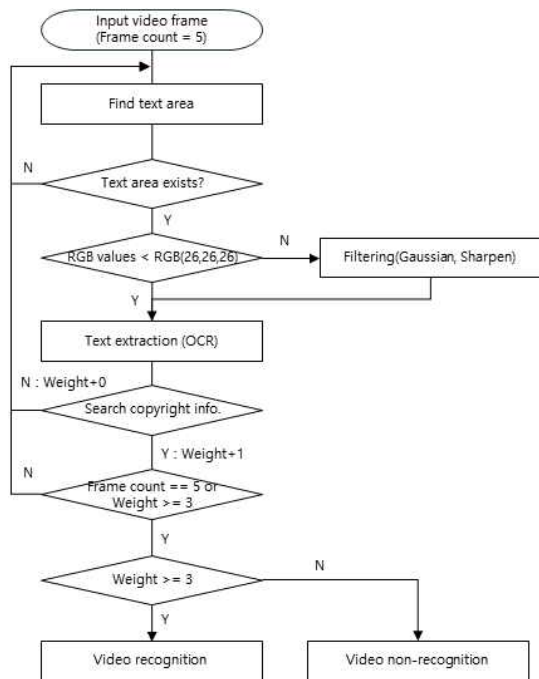 Input video frame
(Frame count = 5)
Find text area
N
Text area exists?
Y
RGB values < RGB(26,26,26)
N
Filtering(Gaussian, Sharpen)
Y
Text extraction (OCR)
N : Weight+0
Search copyright info.
Y : Weight+1
N
Frame count == 5 or
Weight >= 3
Y
Weight >= 3
N
Y
Video recognition
Video non-recognition